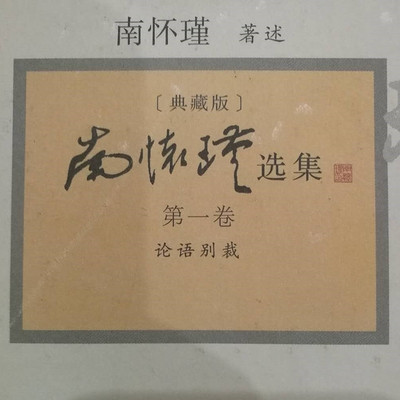 南怀瑾 著述
〔典藏版〕
南懷瑾选集
第一卷
论语别裁